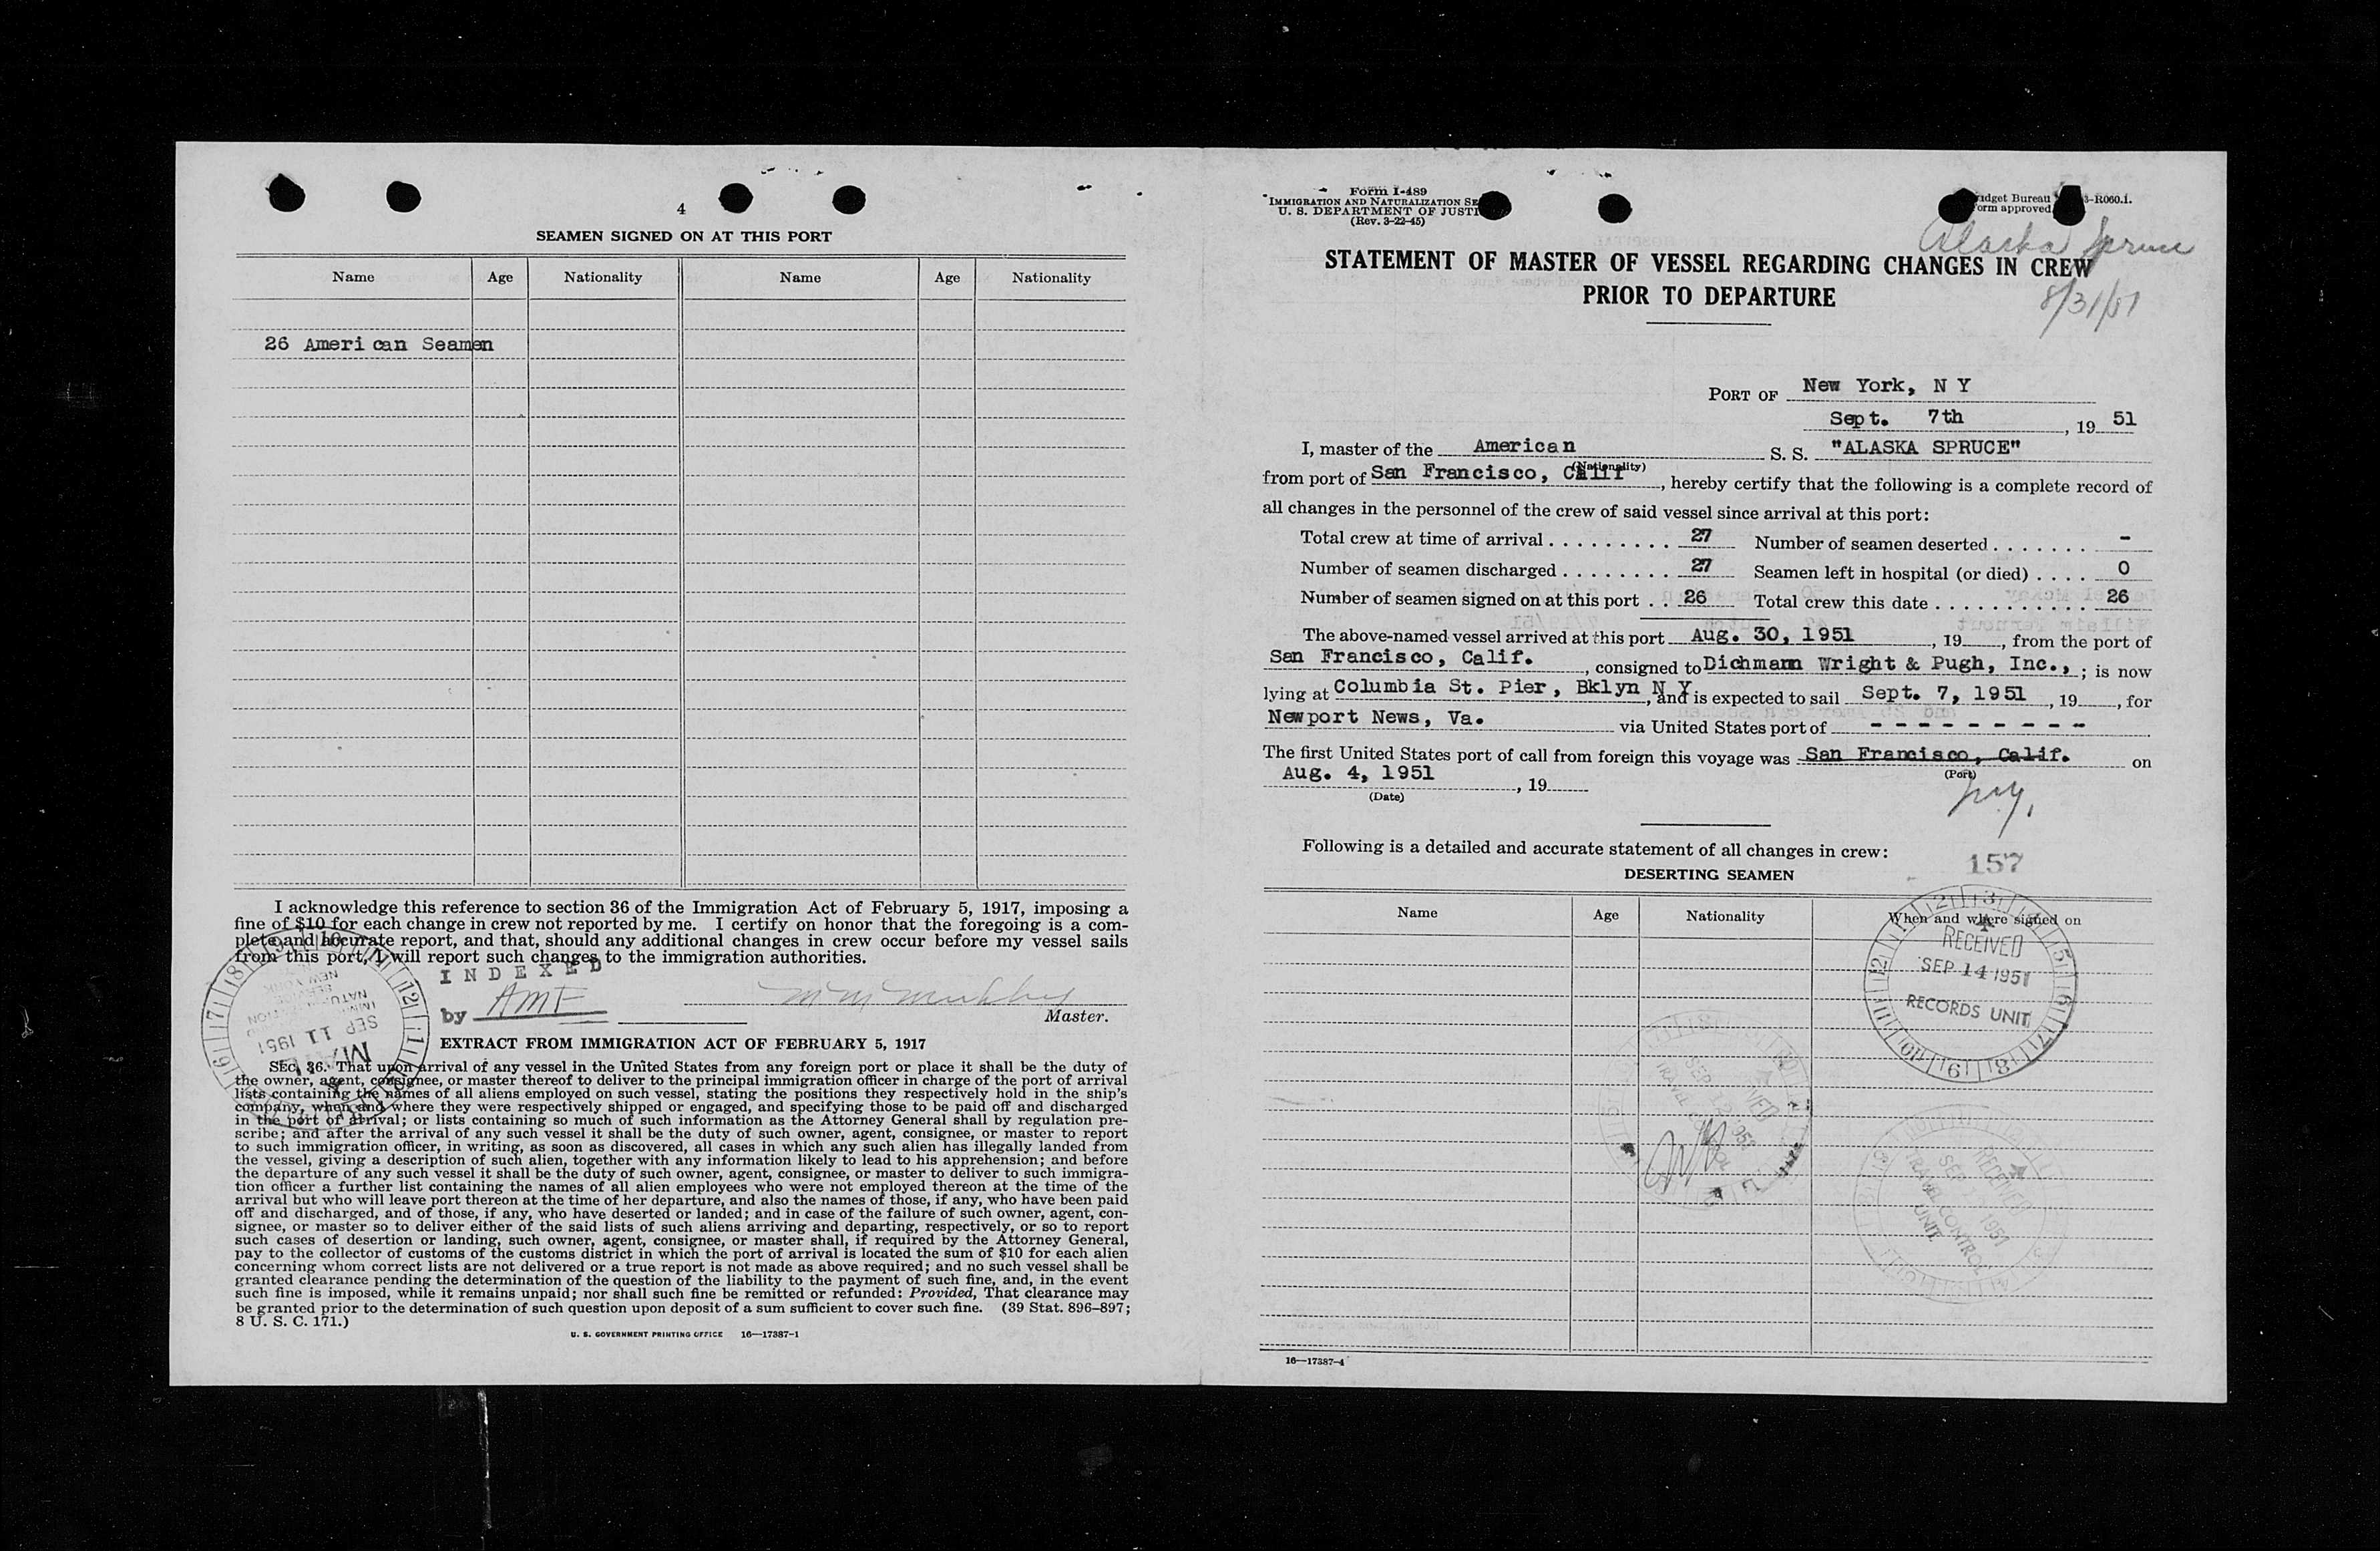 4
SEAMEN SIGNED ON AT THIS PORT
Name Age Nationality Name Age Nationality
26 American Seamen
I acknowledge this reference to section 36 of the Immigration Act of February 5, 1917, imposing a
fine of $10 for each change in crew not reported by me. I certify on honor that the foregoing is a com-
plete and accurate report, and that, should any additional changes in crew occur before my vessel sails
from this port, I will report such changes to the immigration authorities.
INDEXED
by AMF
Master.
SEP 11 1951
EXTRACT FROM IMMIGRATION ACT OF FEBRUARY 5, 1917
SEC. 36. That upon arrival of any vessel in the United States from any foreign port or place it shall be the duty of
the owner, agent, consignee, or master thereof to deliver to the principal immigration officer in charge of the port of arrival
lists containing the names of all aliens employed on such vessel, stating the positions they respectively hold in the ship's
company, when and where they were respectively shipped or engaged, and specifying those to be paid off and discharged
in the port of arrival; or lists containing so much of such information as the Attorney General shall by regulation pre-
scribe; and after the arrival of any such vessel it shall be the duty of such owner, agent, consignee, or master to report
to such immigration officer, in writing, as soon as discovered, all cases in which any such alien has illegally landed from
the vessel, giving a description of such alien, together with any information likely to lead to his apprehension; and before
the departure of any such vessel it shall be the duty of such owner, agent, consignee, or master to deliver to such immigra-
tion officer a further list containing the names of all alien employees who were not employed thereon at the time of the
arrival but who will leave port thereon at the time of her departure, and also the names of those, if any, who have been paid
off and discharged, and of those, if any, who have deserted or landed; and in case of the failure of such owner, agent, con-
signee, or master so to deliver either of the said lists of such aliens arriving and departing, respectively, or so to report
such cases of desertion or landing, such owner, agent, consignee, or master shall, if required by the Attorney General,
pay to the collector of customs of the customs district in which the port of arrival is located the sum of $10 for each alien
concerning whom correct lists are not delivered or a true report is not made as above required; and no such vessel shall be
granted clearance pending the determination of the question of the liability to the payment of such fine, and, in the event
such fine is imposed, while it remains unpaid; nor shall such fine be remitted or refunded: Provided, That clearance may
be granted prior to the determination of such question upon deposit of a sum sufficient to cover such fine. (39 Stat. 896–897;
8 U. S. C. 171.)
U. S. GOVERNMENT PRINTING OFFICE 16—17387-1
Form I-489
IMMIGRATION AND NATURALIZATION SE
U. S. DEPARTMENT OF JUSTI
(Rev. 3-22-45)
udget Bureau 3-R060.1.
orm approved
Alaska Spruce
8/31/51
STATEMENT OF MASTER OF VESSEL REGARDING CHANGES IN CREW
PRIOR TO DEPARTURE
PORT OF New York, N Y
Sept. 7th, 19 51
I, master of the American S. S. "ALASKA SPRUCE"
(Nationality)
from port of San Francisco, Calif, hereby certify that the following is a complete record of
all changes in the personnel of the crew of said vessel since arrival at this port:
Total crew at time of arrival . . . . . . . . . 27 Number of seamen deserted . . . . . . . -
Number of seamen discharged . . . . . . . . 27 Seamen left in hospital (or died) . . . . 0
Number of seamen signed on at this port . . 26 Total crew this date . . . . . . . . . . . 26
The above-named vessel arrived at this port Aug. 30, 1951, 19, from the port of
San Francisco, Calif., consigned to Dichmann Wright & Pugh, Inc.,; is now
lying at Columbia St. Pier, Bklyn N Y, and is expected to sail Sept. 7, 1951, 19, for
Newport News, Va. via United States port of - - - - - - - - -
The first United States port of call from foreign this voyage was San Francisco, Calif. on
(Port)
Aug. 4, 1951, 19
(Date)
N.Y.
Following is a detailed and accurate statement of all changes in crew:
157
DESERTING SEAMEN
Name Age Nationality When and where signed on
RECEIVED
SEP 14 1951
RECORDS UNIT
RECEIVED
SEP 12 1951
TRAVEL CONTROL
RECEIVED
SEP 1951
TRAVEL CONTROL
UNIT
16—17387-4